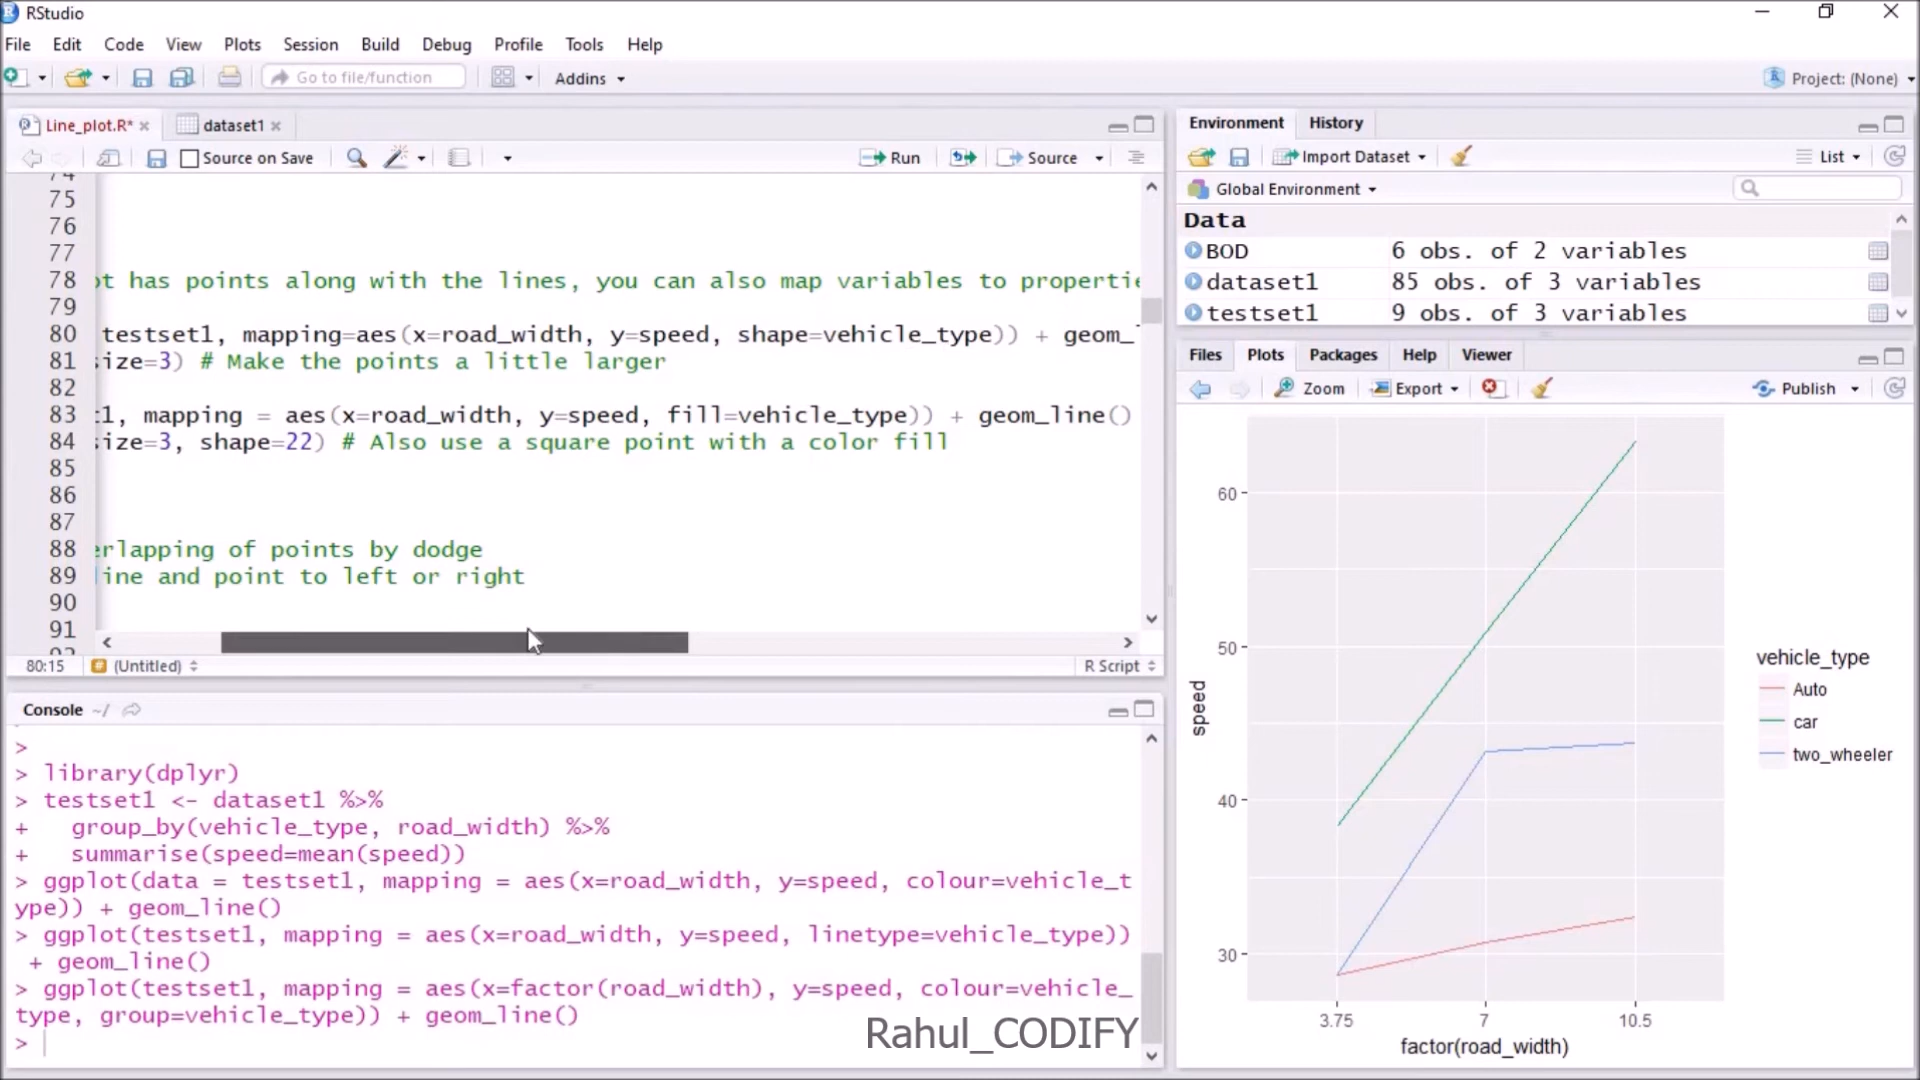 RStudio
File Edit Code View Plots Session Build Debug Profile Tools Help
Go to file/function Addins Project: (None)
Line_plot.R* dataset1
Source on Save Run Source
75
76
77
78 ot has points along with the lines, you can also map variables to propertie
79
80 testset1, mapping=aes(x=road_width, y=speed, shape=vehicle_type)) + geom_l
81 size=3) # Make the points a little larger
82
83 t1, mapping = aes(x=road_width, y=speed, fill=vehicle_type)) + geom_line()
84 size=3, shape=22) # Also use a square point with a color fill
85
86
87
88 erlapping of points by dodge
89 line and point to left or right
90
91
80:15 (Untitled) R Script
Console ~/
>
> library(dplyr)
> testset1 <- dataset1 %>%
+ group_by(vehicle_type, road_width) %>%
+ summarise(speed=mean(speed))
> ggplot(data = testset1, mapping = aes(x=road_width, y=speed, colour=vehicle_t
ype)) + geom_line()
> ggplot(testset1, mapping = aes(x=road_width, y=speed, linetype=vehicle_type))
+ geom_line()
> ggplot(testset1, mapping = aes(x=factor(road_width), y=speed, colour=vehicle_
type, group=vehicle_type)) + geom_line()
>
Rahul_CODIFY
Environment History
Import Dataset List
Global Environment
Data
BOD 6 obs. of 2 variables
dataset1 85 obs. of 3 variables
testset1 9 obs. of 3 variables
Files Plots Packages Help Viewer
Zoom Export Publish
60
50
40
30
speed
3.75 7 10.5
factor(road_width)
vehicle_type
Auto
car
two_wheeler